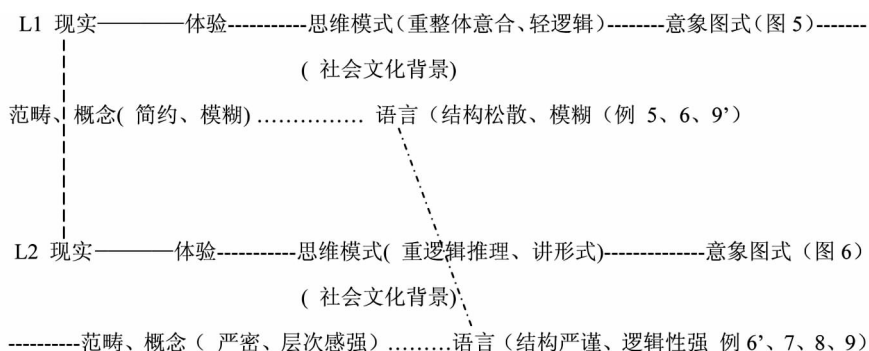 L1 现实————体验-----------思维模式（重整体意合、轻逻辑）--------意象图式（图 5）-------
( 社会文化背景)
范畴、概念( 简约、模糊) …………… 语言（结构松散、模糊（例 5、6、9’）
L2 现实————体验-----------思维模式( 重逻辑推理、讲形式)--------------意象图式（图 6）
( 社会文化背景)
----------范畴、概念（ 严密、层次感强）………语言（结构严谨、逻辑性强 例 6’、7、8、9）